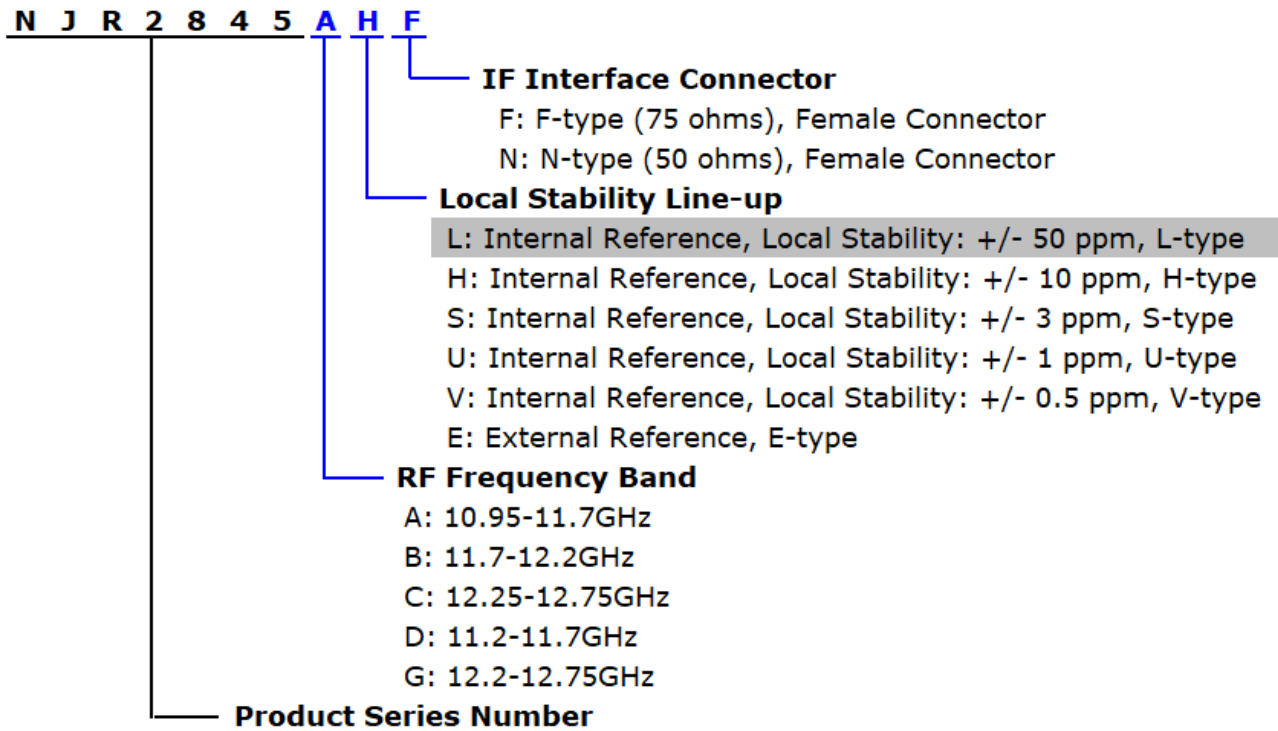 N J R 2 8 4 5 A H F
IF Interface Connector
F: F-type (75 ohms), Female Connector
N: N-type (50 ohms), Female Connector
Local Stability Line-up
L: Internal Reference, Local Stability: +/- 50 ppm, L-type
H: Internal Reference, Local Stability: +/- 10 ppm, H-type
S: Internal Reference, Local Stability: +/- 3 ppm, S-type
U: Internal Reference, Local Stability: +/- 1 ppm, U-type
V: Internal Reference, Local Stability: +/- 0.5 ppm, V-type
E: External Reference, E-type
RF Frequency Band
A: 10.95-11.7GHz
B: 11.7-12.2GHz
C: 12.25-12.75GHz
D: 11.2-11.7GHz
G: 12.2-12.75GHz
Product Series Number